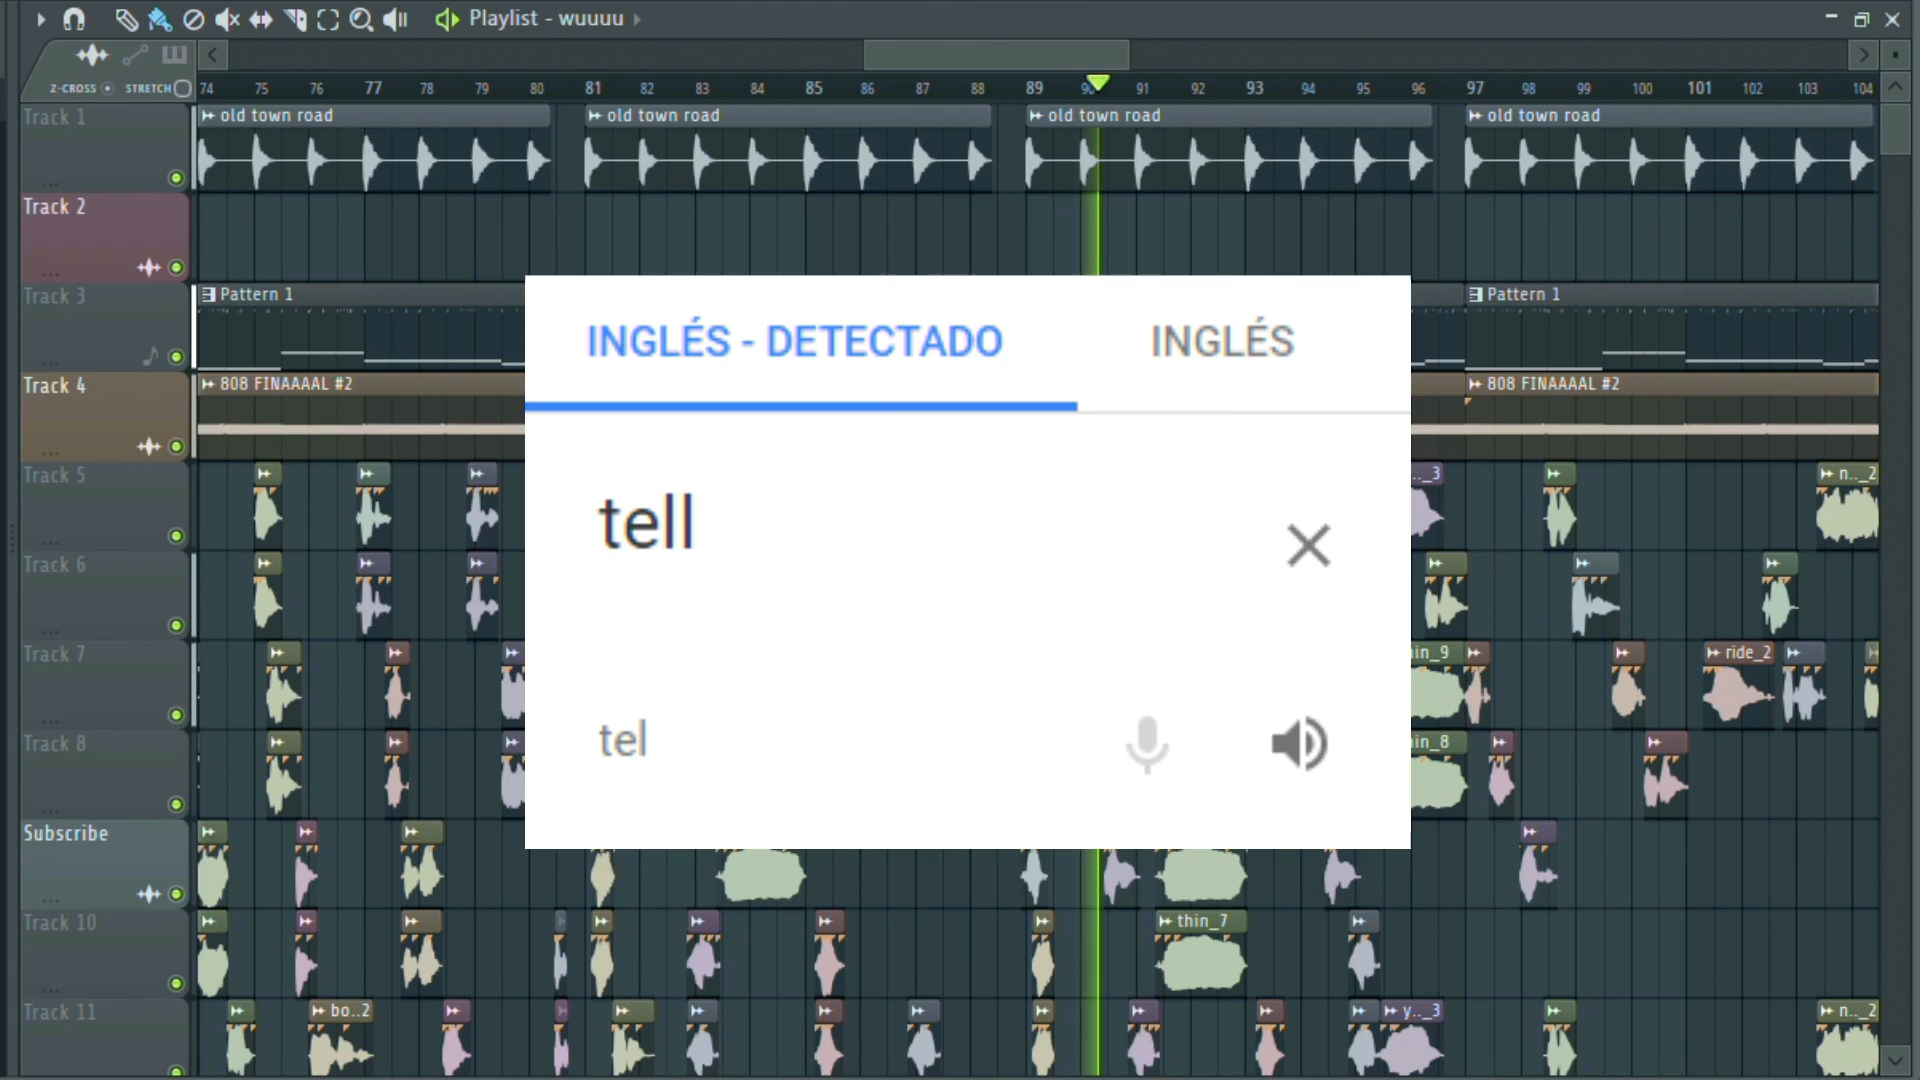 Playlist - wuuuu
Z-CROSS STRETCH
74 75 76 77 78 79 80 81 82 83 84 85 86 87 88 89 90 91 92 93 94 95 96 97 98 99 100 101 102 103 104
Track 1
old town road old town road old town road old town road
Track 2
Track 3
Pattern 1 Pattern 1
Track 4
808 FINAAAAL #2 808 FINAAAAL #2
INGLÉS - DETECTADO INGLÉS
tell
tel
Track 5
.._3 n.._2
Track 6
Track 7
in_9 ride_2
Track 8
in_8
Subscribe
Track 10
thin_7
Track 11
bo..2 y.._3 n.._2